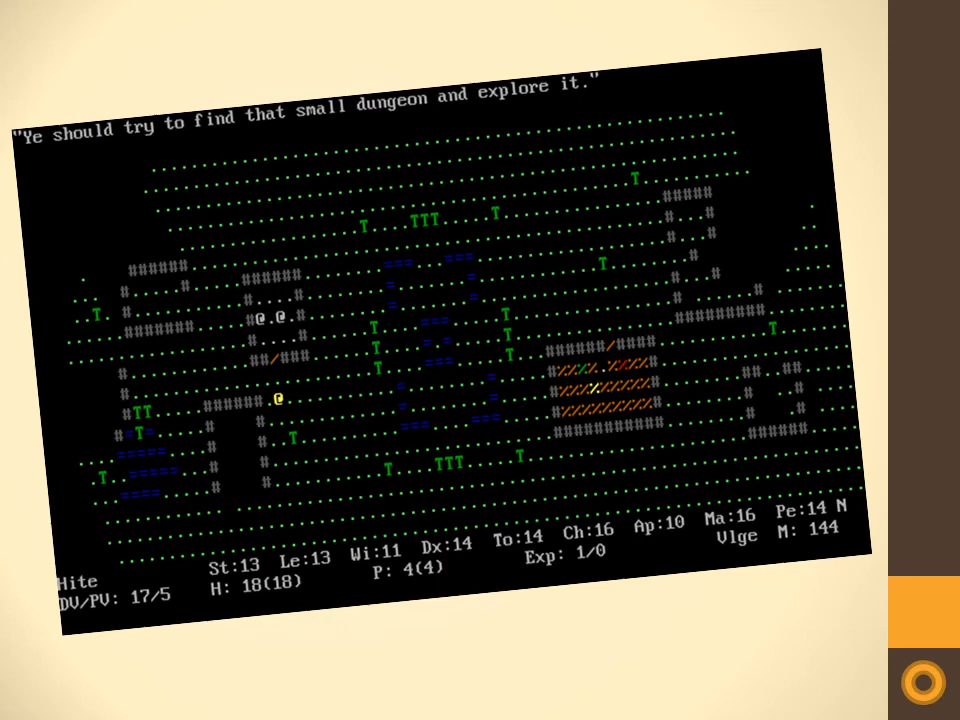 "Ye should try to find that small dungeon and explore it."
Hite St:13 Le:13 Wi:11 Dx:14 To:14 Ch:16 Ap:10 Ma:16 Pe:14 N
DV/PV: 17/5 H: 18(18) P: 4(4) Exp: 1/0 Vlge M: 144